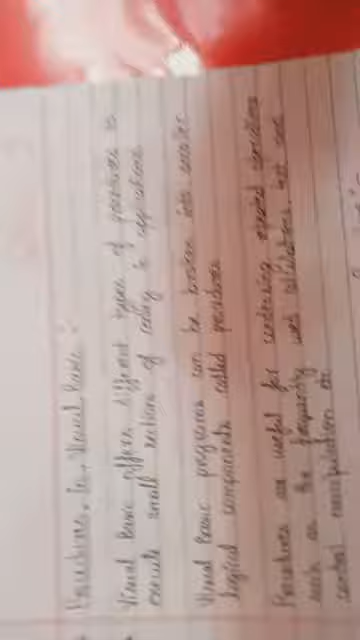 in Visual Basic :-
Visual Basic offers different types of procedures to
execute small sections of coding in applications
Visual Basic programs can be broken into smaller
logical components called procedures
Procedures are useful for condensing repeated operations
such as the frequently used calculations, text and
control manipulation